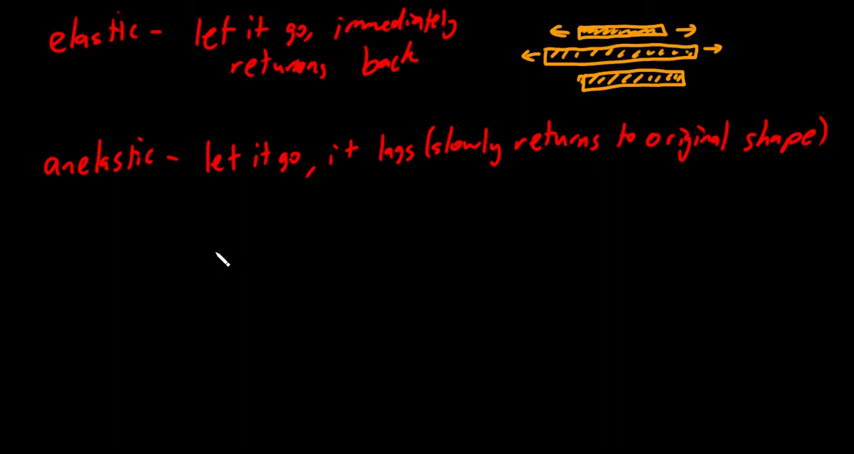 elastic - let it go, immediately
returns back
anelastic - let it go, it lags (slowly returns to original shape)